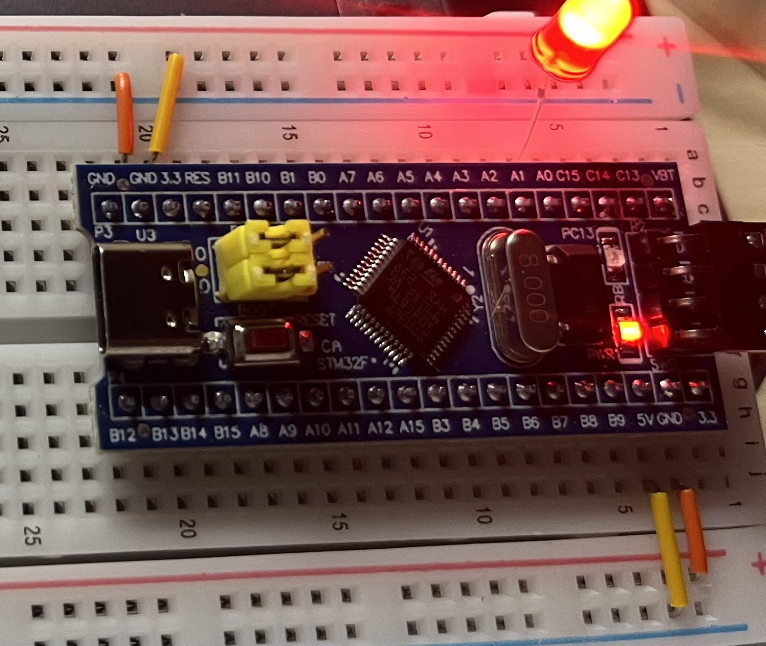 +
25 20 15 10 5 1
a
b
c
GND GND 3.3 RES B11 B10 B1 B0 A7 A6 A5 A4 A3 A2 A1 A0 C15 C14 C13 VBT
P3 U3
PC13
8.000
Y2
RESET
PWR
CA
STM32F
g
h
i
B12 B13 B14 B15 A8 A9 A10 A11 A12 A15 B3 B4 B5 B6 B7 B8 B9 5V GND 3.3
25 20 15 10 5 1
+